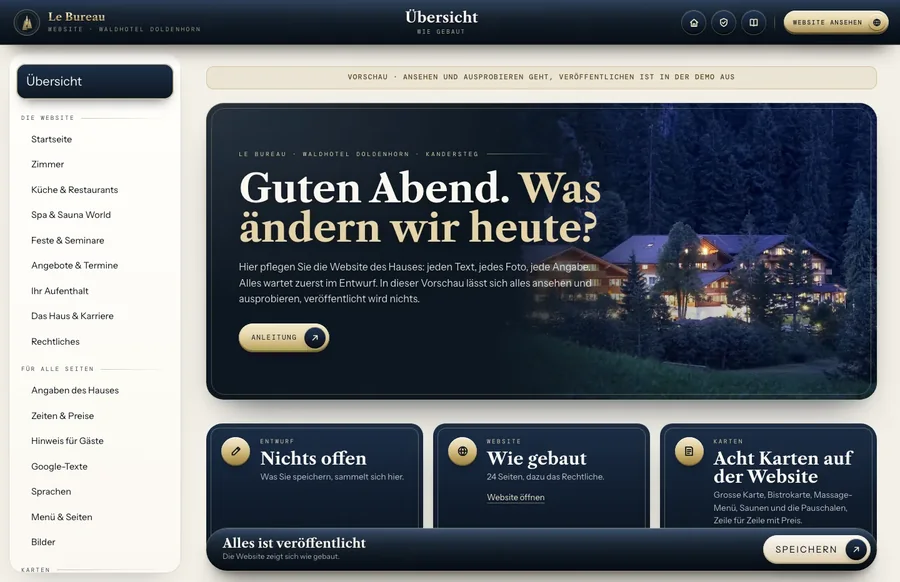 Le Bureau
WEBSITE · WALDHOTEL DOLDENHORN
Übersicht
WIE GEBAUT
WEBSITE ANSEHEN
Übersicht
DIE WEBSITE
Startseite
Zimmer
Küche & Restaurants
Spa & Sauna World
Feste & Seminare
Angebote & Termine
Ihr Aufenthalt
Das Haus & Karriere
Rechtliches
FÜR ALLE SEITEN
Angaben des Hauses
Zeiten & Preise
Hinweis für Gäste
Google-Texte
Sprachen
Menü & Seiten
Bilder
KARTEN
VORSCHAU · ANSEHEN UND AUSPROBIEREN GEHT, VERÖFFENTLICHEN IST IN DER DEMO AUS
LE BUREAU · WALDHOTEL DOLDENHORN · KANDERSTEG
Guten Abend. Was
ändern wir heute?
Hier pflegen Sie die Website des Hauses: jeden Text, jedes Foto, jede Angabe.
Alles wartet zuerst im Entwurf. In dieser Vorschau lässt sich alles ansehen und
ausprobieren, veröffentlicht wird nichts.
ANLEITUNG
ENTWURF
Nichts offen
Was Sie speichern, sammelt sich hier.
WEBSITE
Wie gebaut
24 Seiten, dazu das Rechtliche.
Website öffnen
KARTEN
Acht Karten auf
der Website
Grosse Karte, Bistrokarte, Massage-
Menü, Saunen und die Pauschalen,
Zeile für Zeile mit Preis.
Alles ist veröffentlicht
Die Website zeigt sich wie gebaut.
SPEICHERN